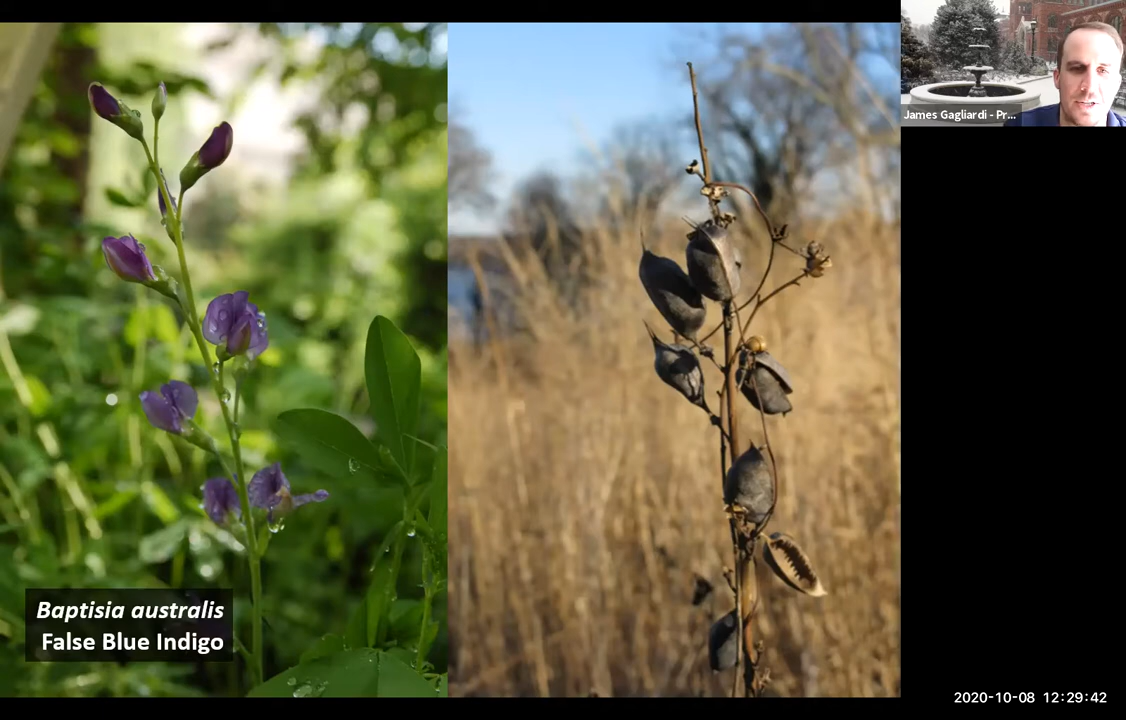 James Gagliardi - Pr...
Baptisia australis
False Blue Indigo
2020-10-08 12:29:42